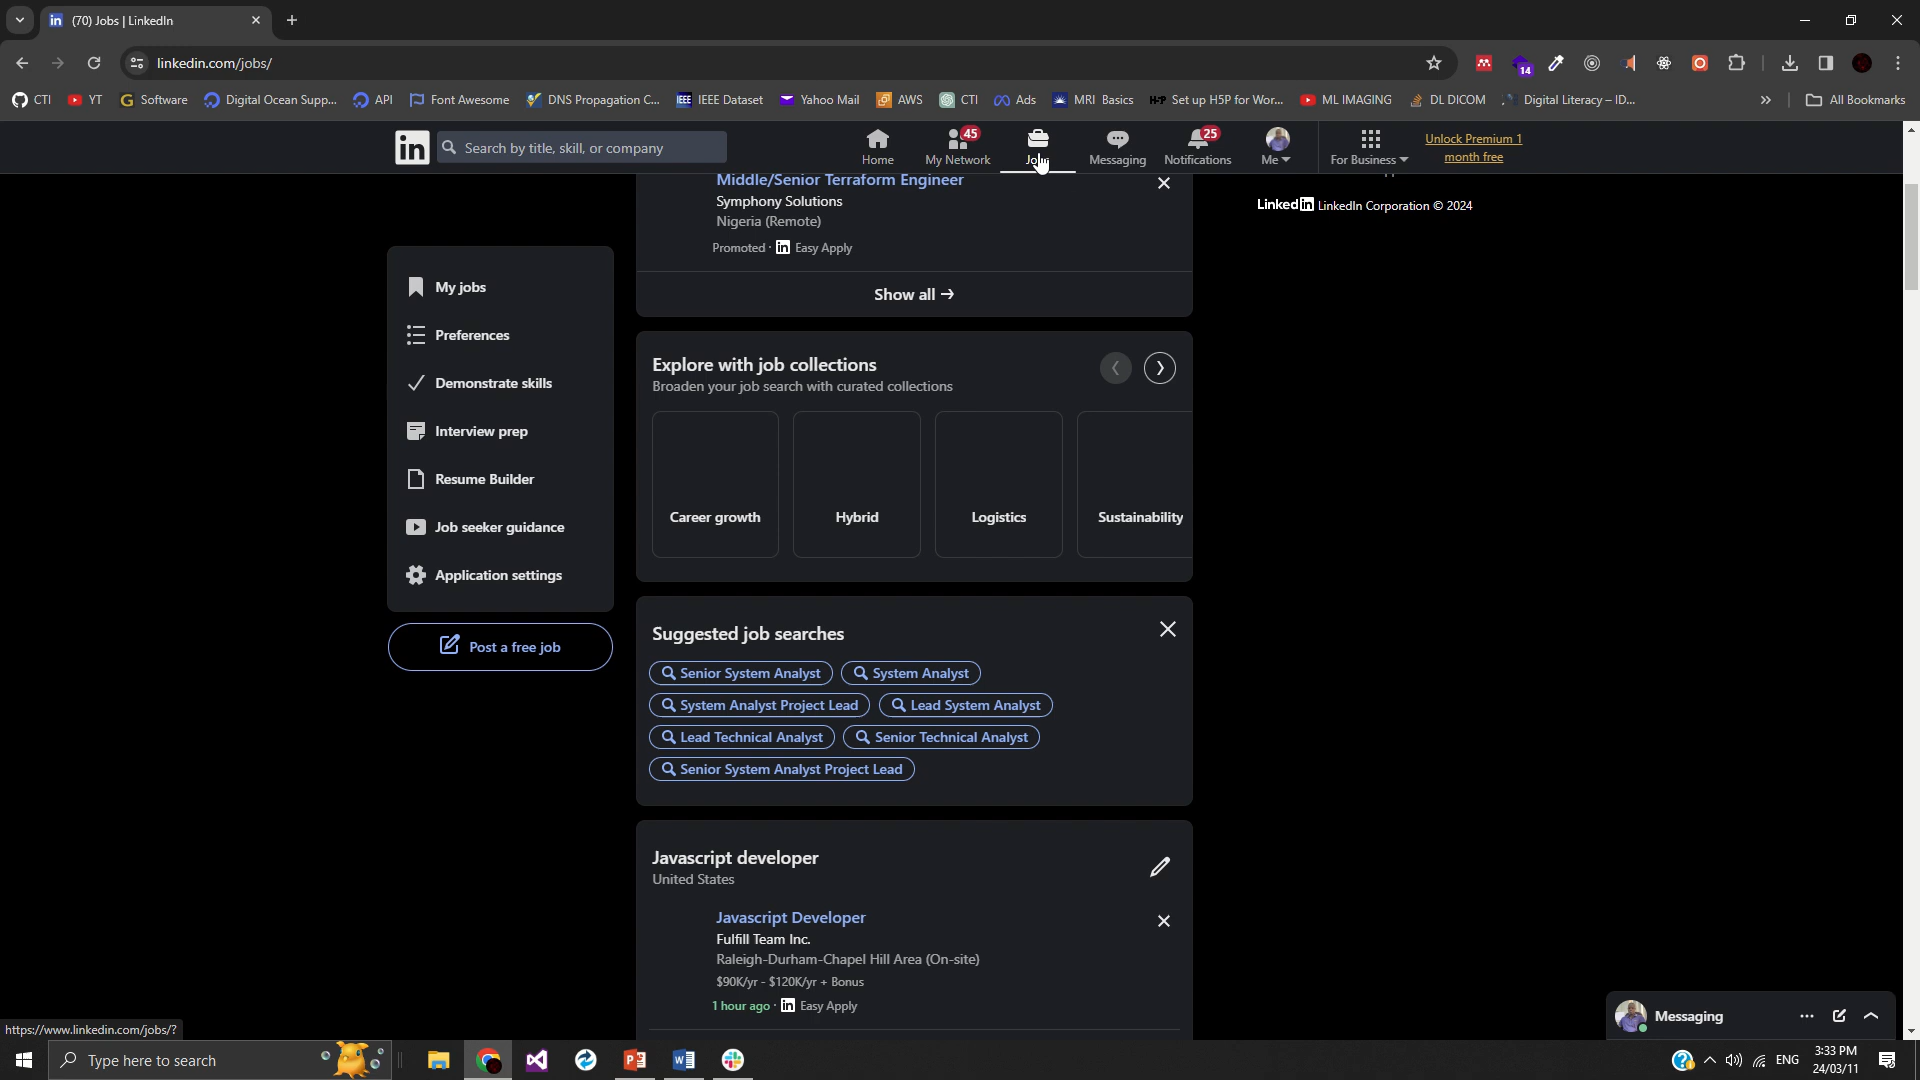 (70) Jobs | LinkedIn
linkedin.com/jobs/
14
CTI YT Software Digital Ocean Supp... API Font Awesome DNS Propagation C... IEEE Dataset Yahoo Mail AWS CTI Ads MRI Basics Set up H5P for Wor... ML IMAGING DL DICOM Digital Literacy – ID... » All Bookmarks
in Search by title, skill, or company
Home
45
My Network
Jobs
Messaging
25
Notifications
Me
For Business
Unlock Premium 1
month free
My jobs
Preferences
Demonstrate skills
Interview prep
Resume Builder
Job seeker guidance
Application settings
Post a free job
Middle/Senior Terraform Engineer
Symphony Solutions
Nigeria (Remote)
Promoted · in Easy Apply
Show all →
Explore with job collections
Broaden your job search with curated collections
Career growth
Hybrid
Logistics
Sustainability
Suggested job searches
Senior System Analyst System Analyst
System Analyst Project Lead Lead System Analyst
Lead Technical Analyst Senior Technical Analyst
Senior System Analyst Project Lead
Javascript developer
United States
Javascript Developer
Fulfill Team Inc.
Raleigh-Durham-Chapel Hill Area (On-site)
$90K/yr - $120K/yr + Bonus
1 hour ago · in Easy Apply
LinkedIn LinkedIn Corporation © 2024
Messaging
https://www.linkedin.com/jobs/?
Type here to search
ENG
3:33 PM
24/03/11